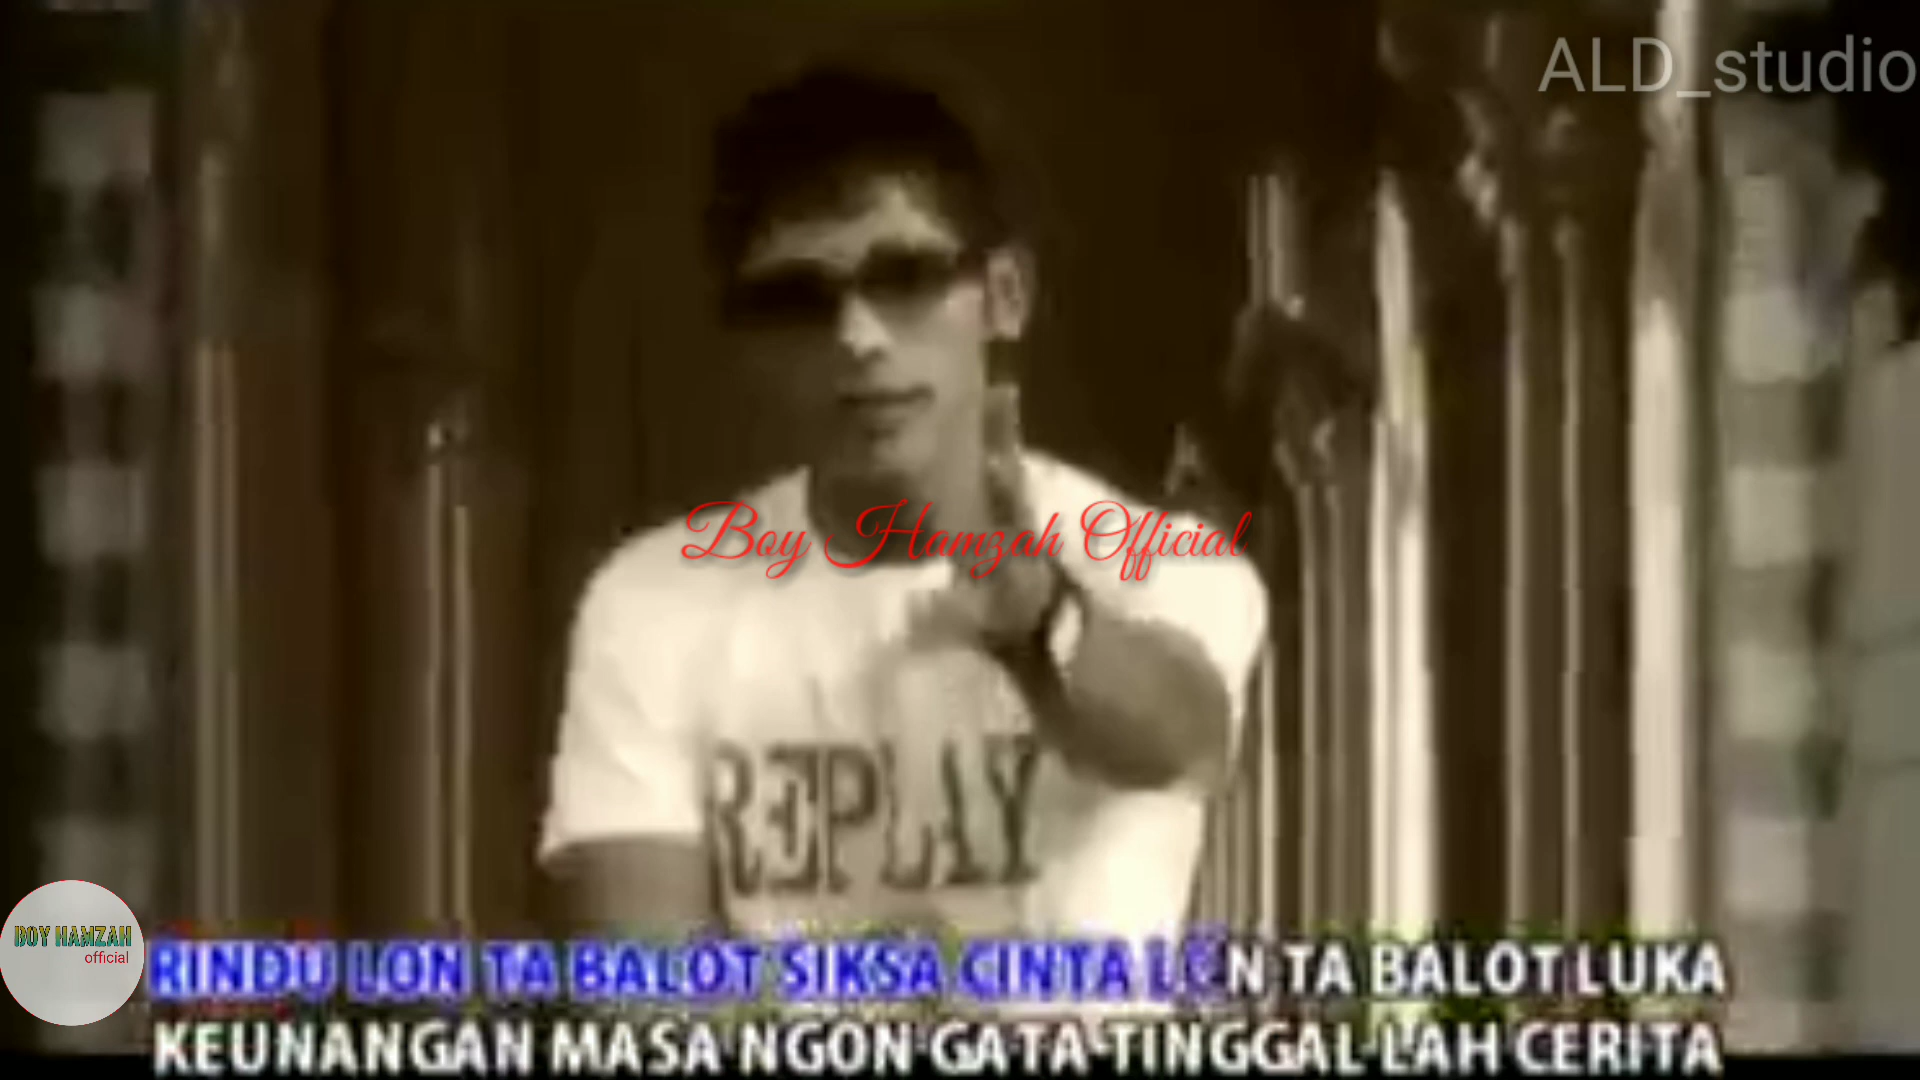 ALD_studio
Boy Hamzah Official
REPLAY
BOY HAMZAH
official
RINDU LON TA BALOT SIKSA CINTA LON TA BALOT LUKA
KEUNANGAN MASA NGON GATA TINGGAL LAH CERITA